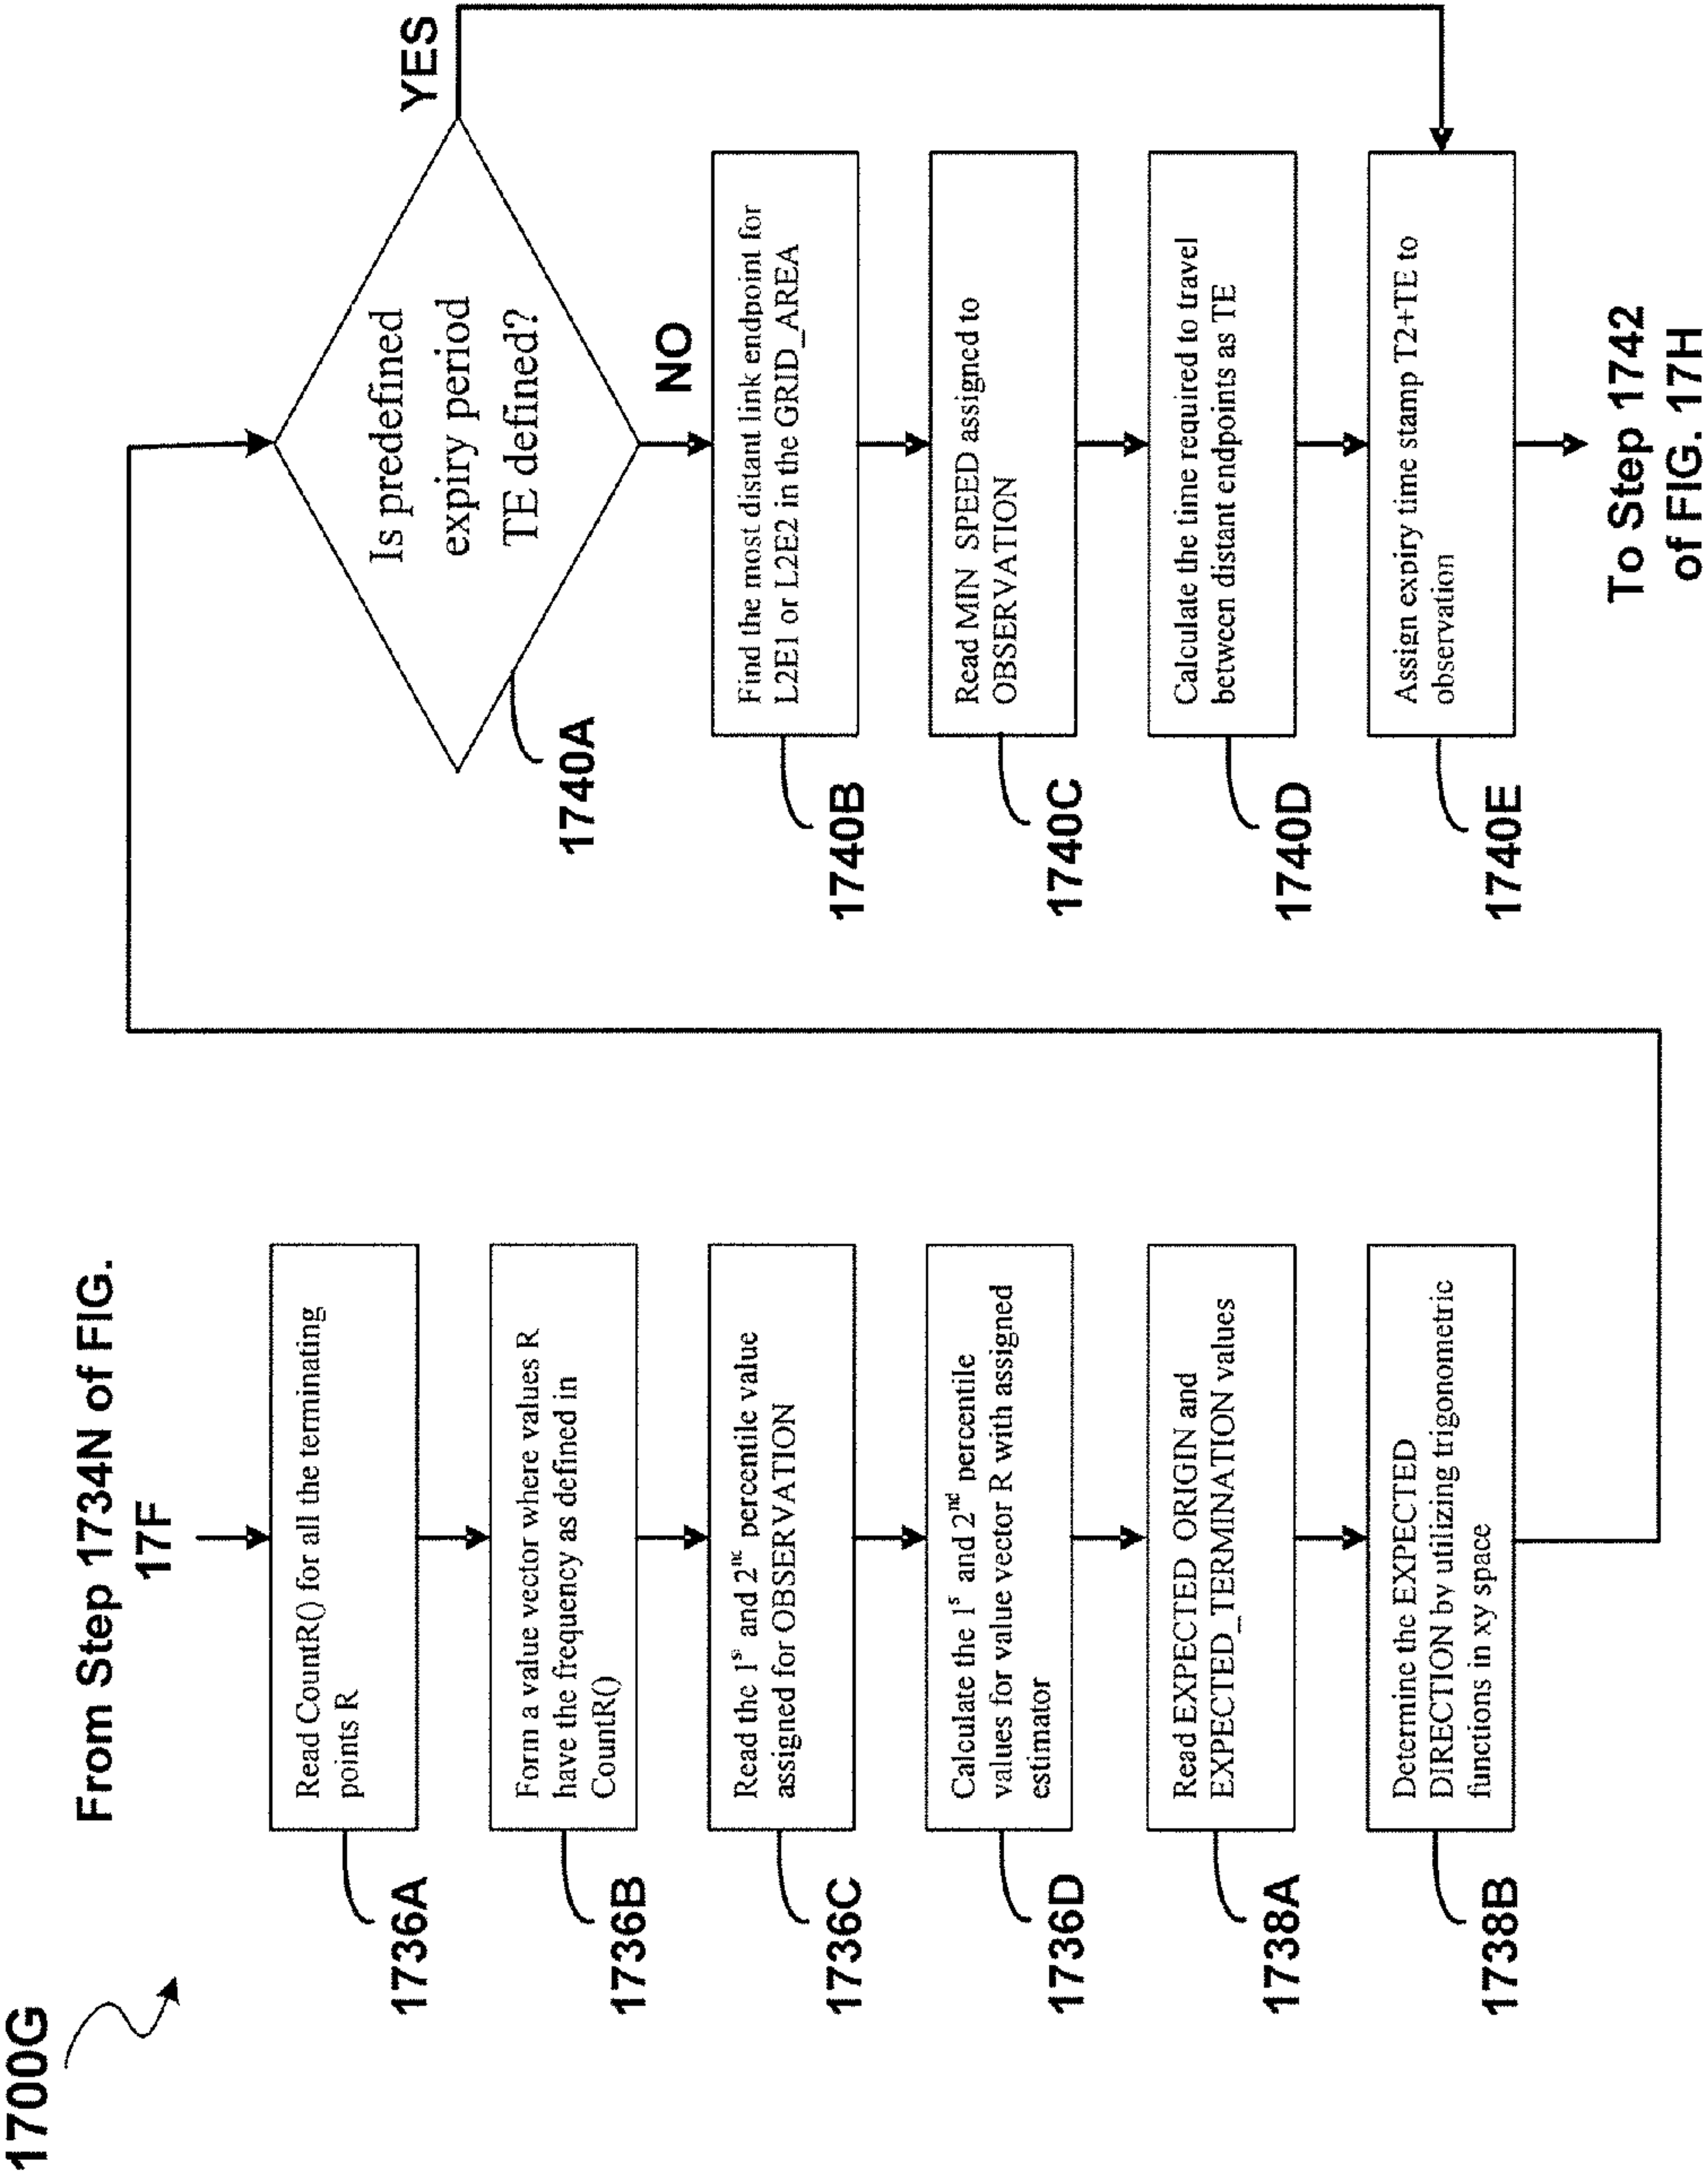 1700G
From Step 1734N of FIG.
17F
Read CountR() for all the terminating
points R
1736A
Form a value vector where values R
have the frequency as defined in
CountR()
1736B
Read the 1st and 2nd percentile value
assigned for OBSERVATION
1736C
Calculate the 1st and 2nd percentile
values for value vector R with assigned
estimator
1736D
Read EXPECTED ORIGIN and
EXPECTED_TERMINATION values
1738A
Determine the EXPECTED
DIRECTION by utilizing trigonometric
functions in xy space
1738B
Is predefined
expiry period
TE defined?
YES
NO
1740A
Find the most distant link endpoint for
L2E1 or L2E2 in the GRID_AREA
1740B
Read MIN SPEED assigned to
OBSERVATION
1740C
Calculate the time required to travel
between distant endpoints as TE
1740D
Assign expiry time stamp T2+TE to
observation
1740E
To Step 1742
of FIG. 17H